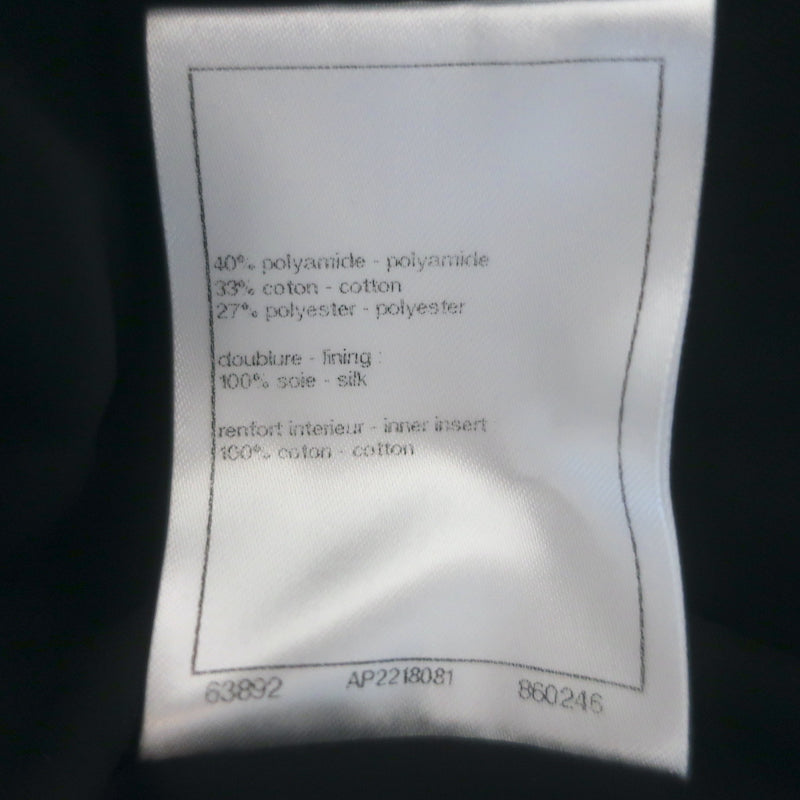 40% polyamide - polyamide
33% coton - cotton
27% polyester - polyester
doublure - lining :
100% soie - silk
renfort interieur - inner insert
100% coton - cotton
63892 AP2218081 860246